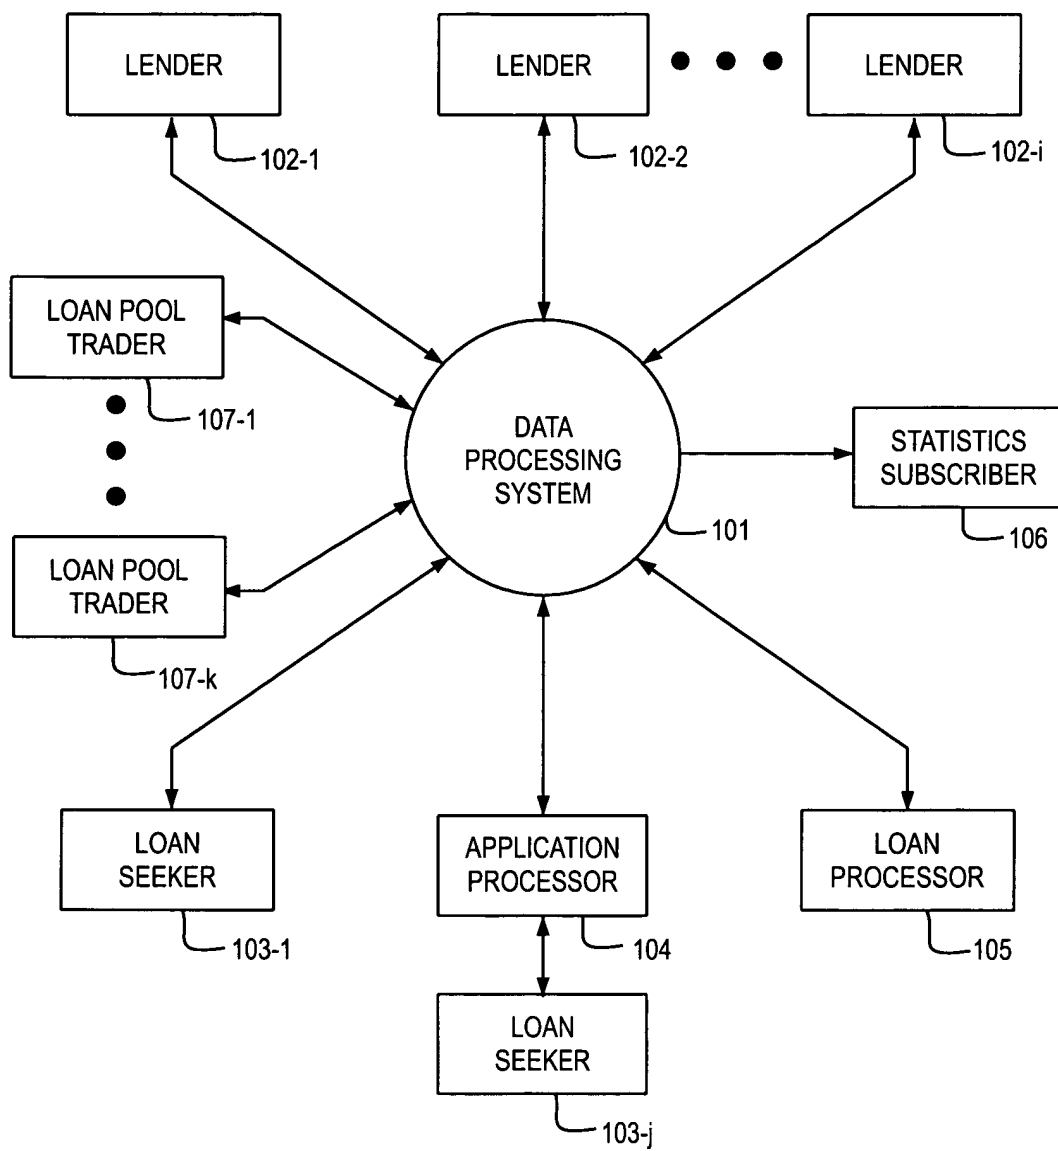 LENDER
LENDER
LENDER
102-1
102-2
102-i
LOAN POOL
TRADER
107-1
DATA
PROCESSING
SYSTEM
101
STATISTICS
SUBSCRIBER
106
LOAN POOL
TRADER
107-k
LOAN
SEEKER
103-1
APPLICATION
PROCESSOR
104
LOAN
PROCESSOR
105
LOAN
SEEKER
103-j